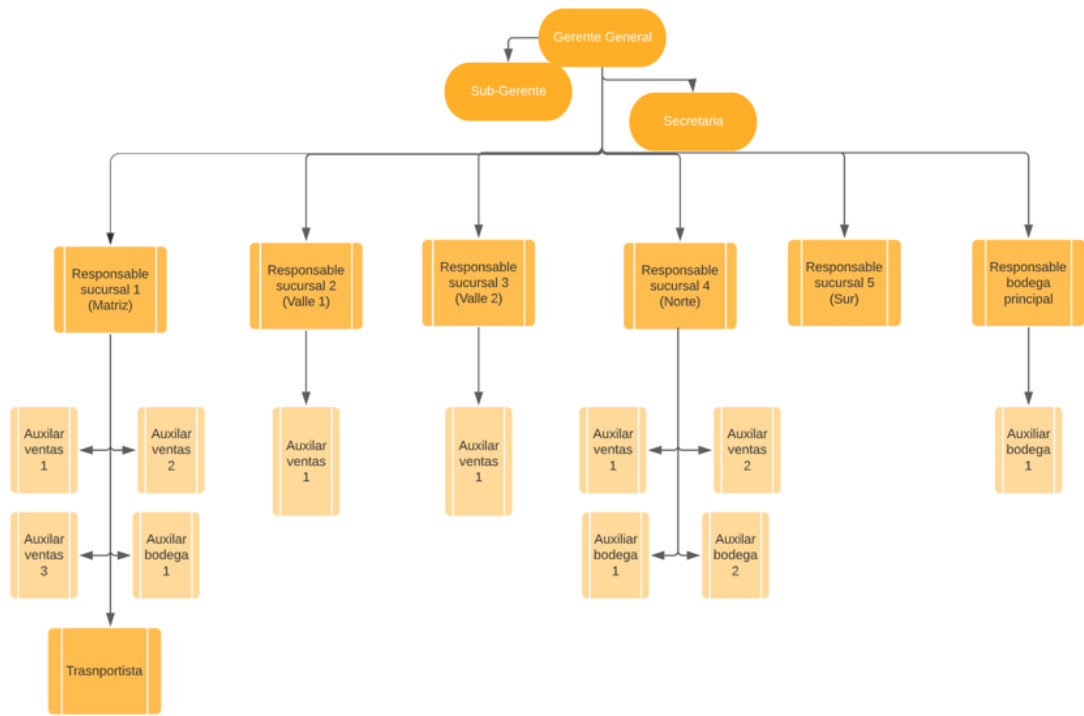 Gerente General
Sub-Gerente
Secretaria
Responsable
sucursal 1
(Matriz)
Responsable
sucursal 2
(Valle 1)
Responsable
sucursal 3
(Valle 2)
Responsable
sucursal 4
(Norte)
Responsable
sucursal 5
(Sur)
Responsable
bodega
principal
Auxilar
ventas
1
Auxilar
ventas
2
Auxilar
ventas
1
Auxilar
ventas
1
Auxilar
ventas
1
Auxilar
ventas
2
Auxiliar
bodega
1
Auxilar
ventas
3
Auxilar
bodega
1
Auxiliar
bodega
1
Auxilar
bodega
2
Trasnportista